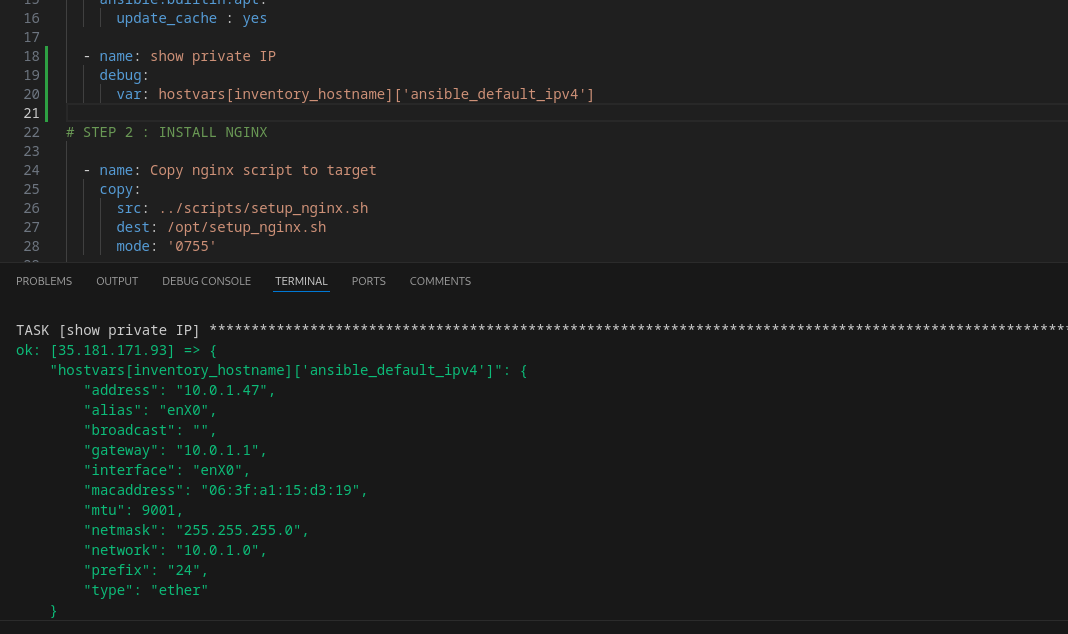 15 ansible.builtin.apt:
16 update_cache : yes
17
18 - name: show private IP
19 debug:
20 var: hostvars[inventory_hostname]['ansible_default_ipv4']
21
22 # STEP 2 : INSTALL NGINX
23
24 - name: Copy nginx script to target
25 copy:
26 src: ../scripts/setup_nginx.sh
27 dest: /opt/setup_nginx.sh
28 mode: '0755'
PROBLEMS OUTPUT DEBUG CONSOLE TERMINAL PORTS COMMENTS
TASK [show private IP] ******************************************************************************************************
ok: [35.181.171.93] => {
"hostvars[inventory_hostname]['ansible_default_ipv4']": {
"address": "10.0.1.47",
"alias": "enX0",
"broadcast": "",
"gateway": "10.0.1.1",
"interface": "enX0",
"macaddress": "06:3f:a1:15:d3:19",
"mtu": 9001,
"netmask": "255.255.255.0",
"network": "10.0.1.0",
"prefix": "24",
"type": "ether"
}